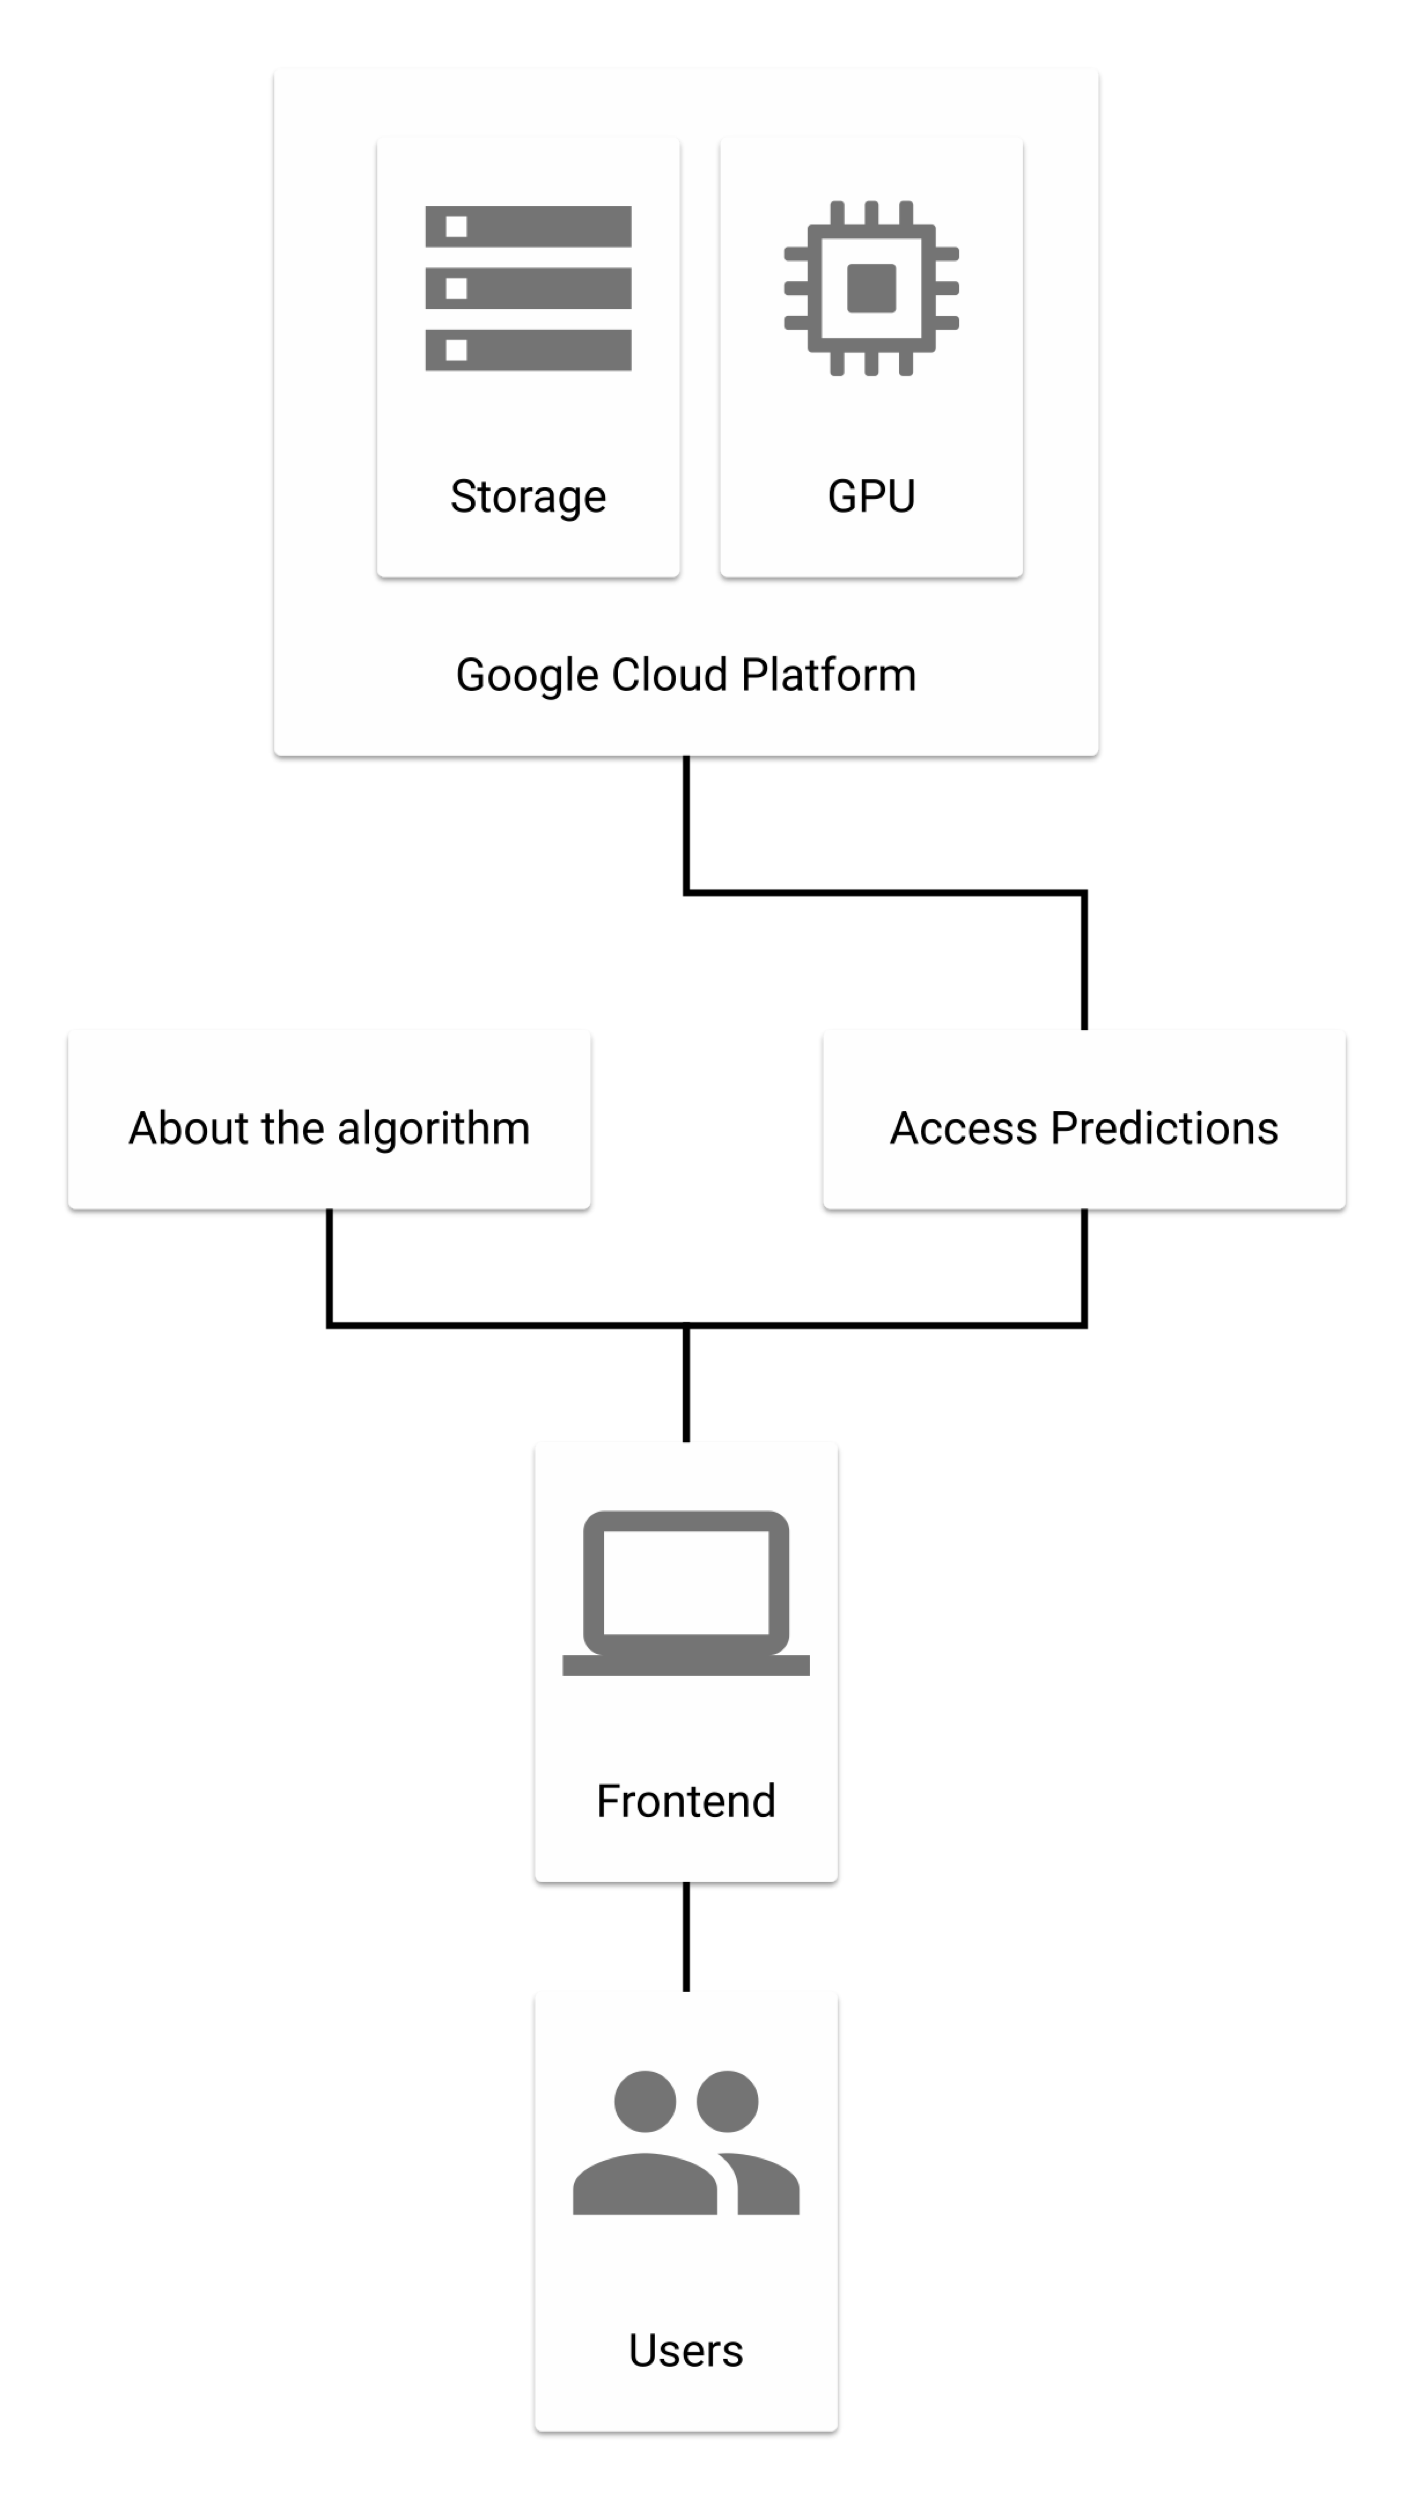 Storage
GPU
Google Cloud Platform
About the algorithm
Access Predictions
Frontend
Users